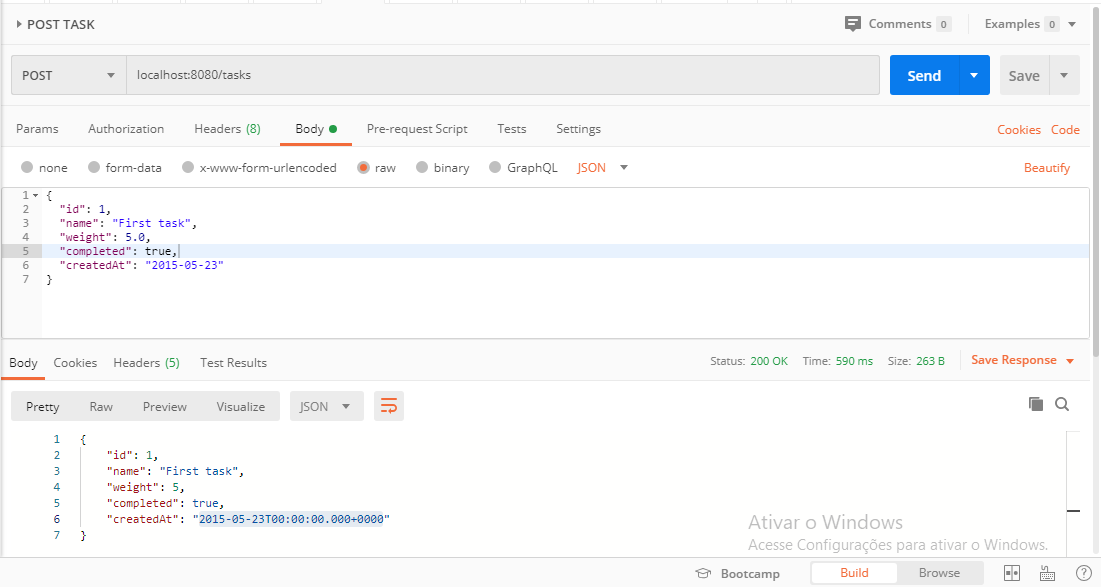 POST TASK Comments 0 Examples 0
POST localhost:8080/tasks Send Save
Params Authorization Headers (8) Body Pre-request Script Tests Settings Cookies Code
none form-data x-www-form-urlencoded raw binary GraphQL JSON Beautify
1 {
2 "id": 1,
3 "name": "First task",
4 "weight": 5.0,
5 "completed": true,
6 "createdAt": "2015-05-23"
7 }
Body Cookies Headers (5) Test Results Status: 200 OK Time: 590 ms Size: 263 B Save Response
Pretty Raw Preview Visualize JSON
1 {
2 "id": 1,
3 "name": "First task",
4 "weight": 5,
5 "completed": true,
6 "createdAt": "2015-05-23T00:00:00.000+0000"
7 }
Ativar o Windows
Acesse Configurações para ativar o Windows.
Bootcamp Build Browse ?